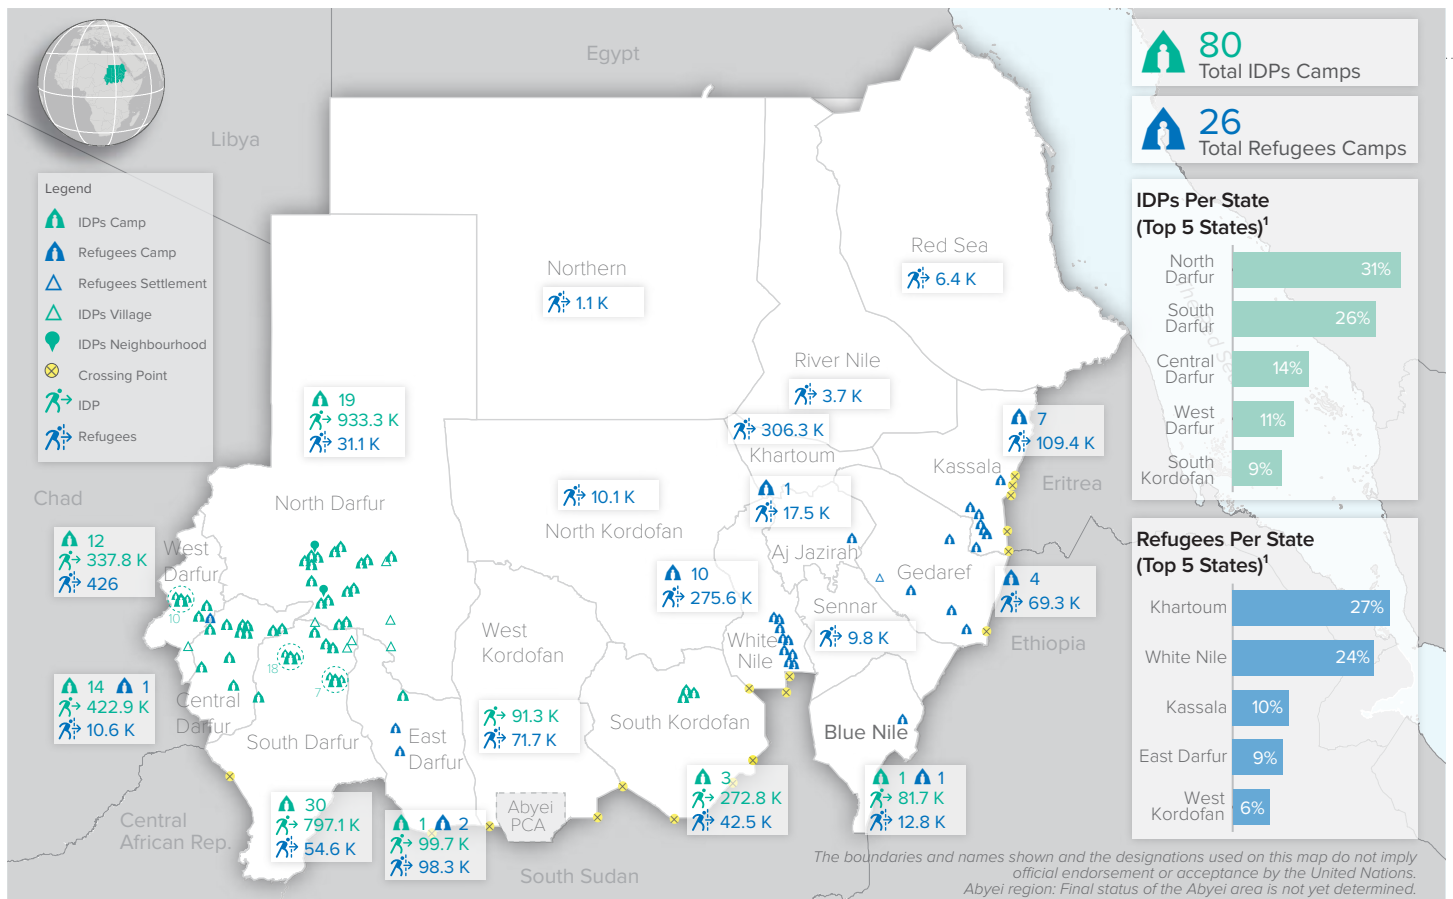 Egypt
Libya
Chad
Central
African Rep.
South Sudan
Ethiopia
Eritrea
Legend
IDPs Camp
Refugees Camp
Refugees Settlement
IDPs Village
IDPs Neighbourhood
Crossing Point
IDP
Refugees
Northern
1.1 K
Red Sea
6.4 K
River Nile
3.7 K
306.3 K
Khartoum
7
109.4 K
Kassala
19
933.3 K
31.1 K
North Darfur
10.1 K
North Kordofan
1
17.5 K
Aj Jazirah
12
337.8 K
426
West
Darfur
10
10
275.6 K
White
Nile
Gedaref
4
69.3 K
Sennar
9.8 K
West
Kordofan
91.3 K
71.7 K
14 1
422.9 K
10.6 K
Central
Darfur
18
7
South Darfur
East
Darfur
South Kordofan
Blue Nile
30
797.1 K
54.6 K
1 2
99.7 K
98.3 K
Abyei
PCA
3
272.8 K
42.5 K
1 1
81.7 K
12.8 K
80
Total IDPs Camps
26
Total Refugees Camps
IDPs Per State
(Top 5 States)¹
North
Darfur
31%
South
Darfur
26%
Central
Darfur
14%
West
Darfur
11%
South
Kordofan
9%
Refugees Per State
(Top 5 States)¹
Khartoum
27%
White Nile
24%
Kassala
10%
East Darfur
9%
West
Kordofan
6%
The boundaries and names shown and the designations used on this map do not imply
official endorsement or acceptance by the United Nations.
Abyei region: Final status of the Abyei area is not yet determined.